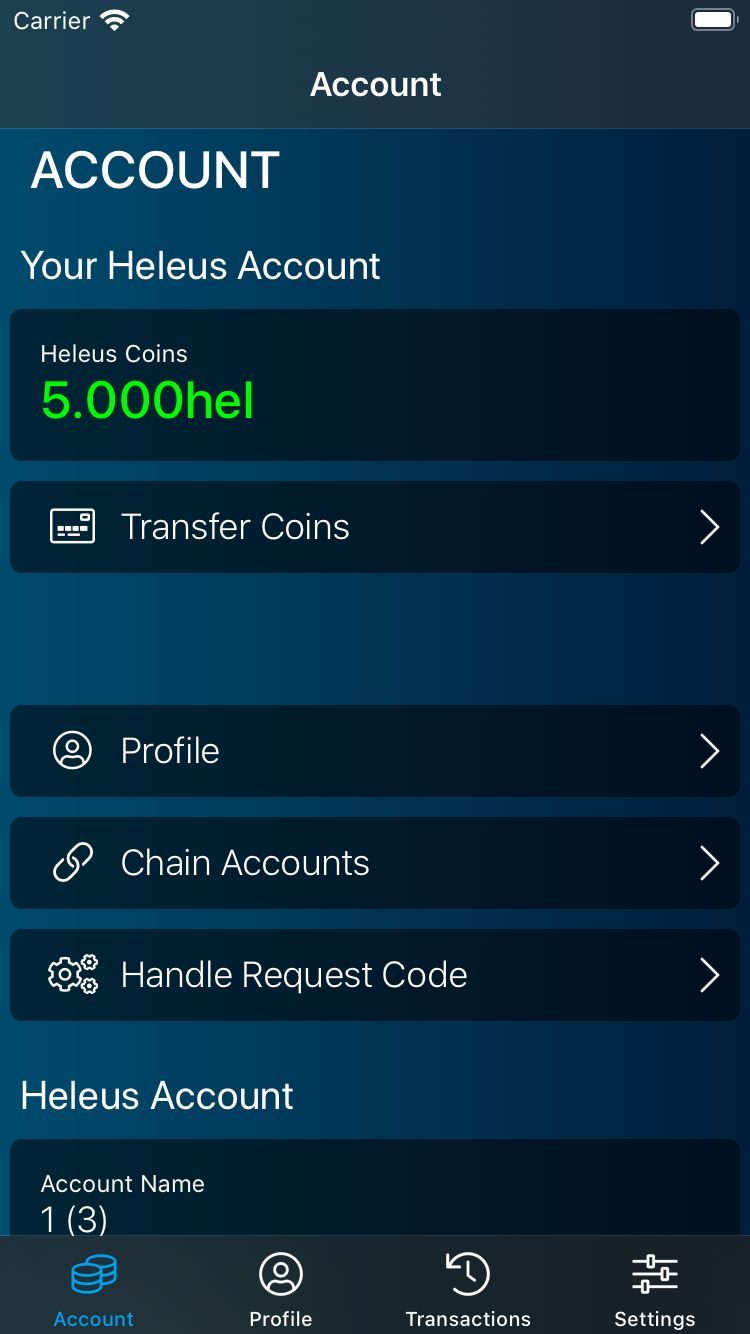 Carrier
Account
ACCOUNT
Your Heleus Account
Heleus Coins
5.000hel
Transfer Coins
Profile
Chain Accounts
Handle Request Code
Heleus Account
Account Name
1 (3)
Account
Profile
Transactions
Settings